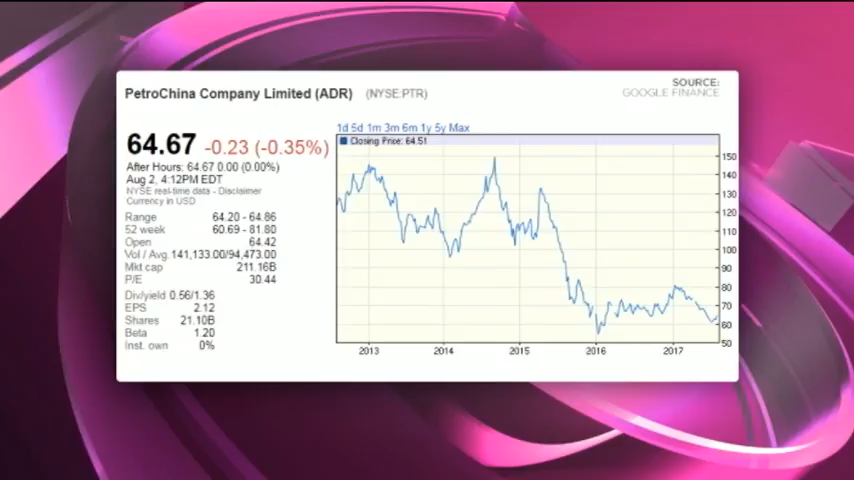 PetroChina Company Limited (ADR) (NYSE:PTR)
SOURCE:
GOOGLE FINANCE
64.67 -0.23 (-0.35%)
After Hours: 64.67 0.00 (0.00%)
Aug 2, 4:12PM EDT
NYSE real-time data - Disclaimer
Currency in USD
Range 64.20 - 64.86
52 week 60.69 - 81.80
Open 64.42
Vol / Avg. 141,133.00/94,473.00
Mkt cap 211.16B
P/E 30.44
Div/yield 0.56/1.36
EPS 2.12
Shares 21.10B
Beta 1.20
Inst. own 0%
1d 5d 1m 3m 6m 1y 5y Max
Closing Price: 64.51
150
140
130
120
110
100
90
80
70
60
50
2013 2014 2015 2016 2017